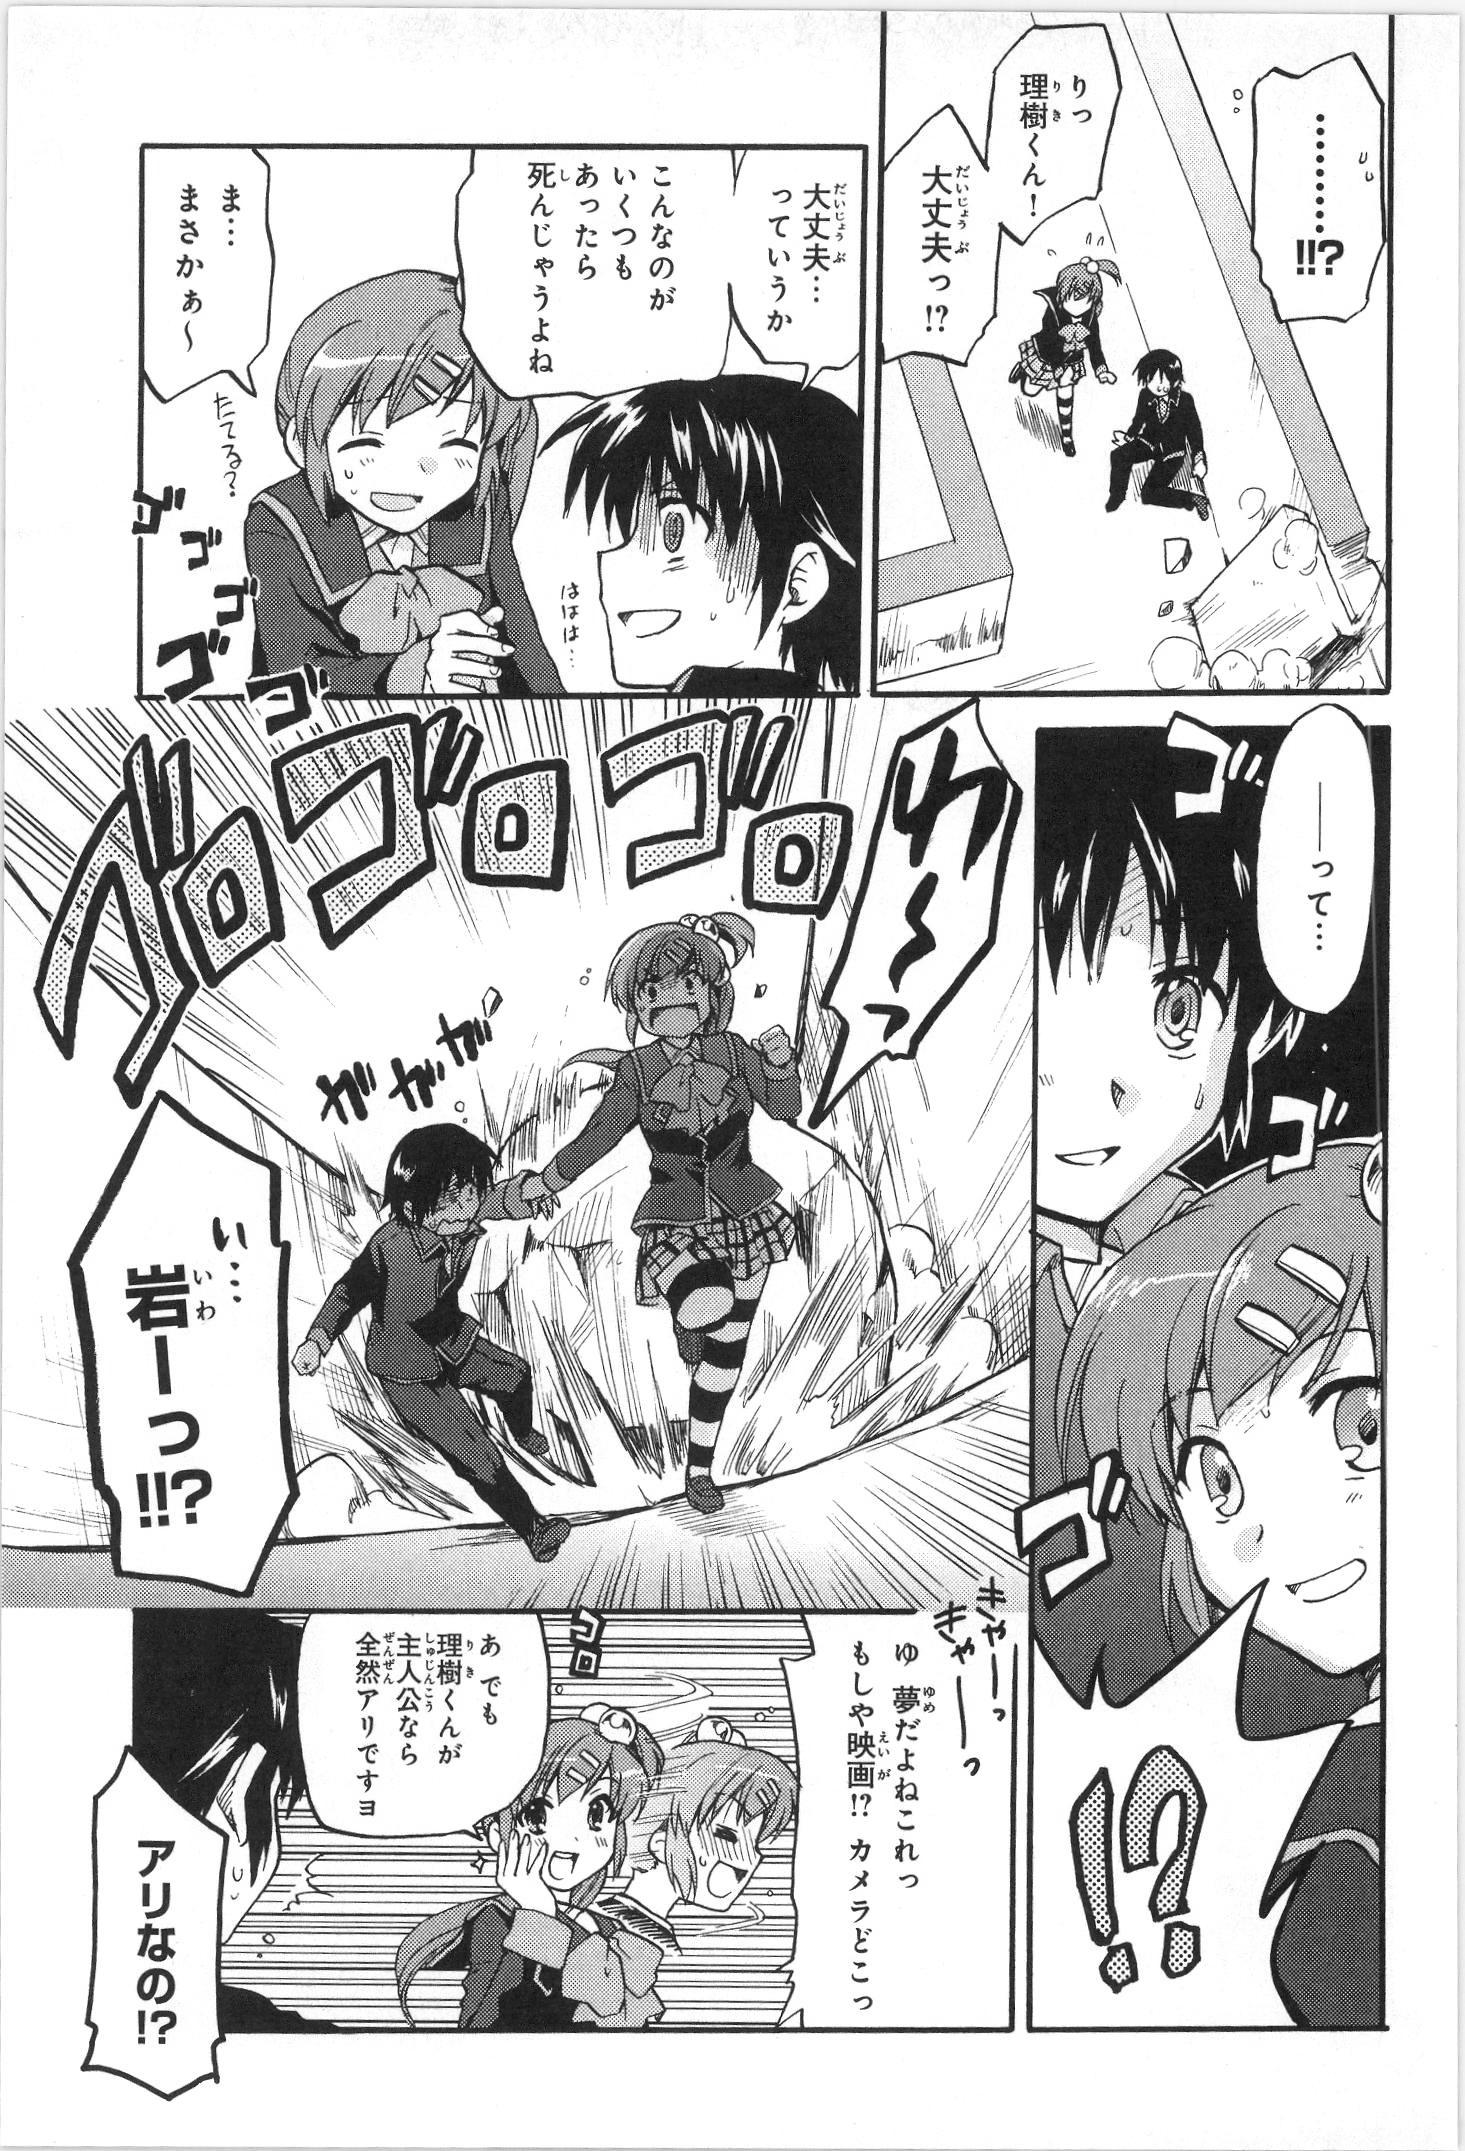 ………!!?
りっ
理樹くん!
大丈夫っ!?
大丈夫…
っていうか
こんなのが
いくつも
あったら
死んじゃうよね
はははは…
ま…
まさかぁ～
たてる?
ゴゴゴゴゴ
――って…
ゴ
ゴ
ゴ
!?
わ～～っ
ゴロゴロゴロ
ガガガ
い…
岩ーっ!!?
きゃーっ
きゃーっ
ゆ 夢だよねこれっ
もしや映画!? カメラどこっ
コロ
あ でも
理樹くんが
主人公なら
全然アリですヨ
アリなの!?